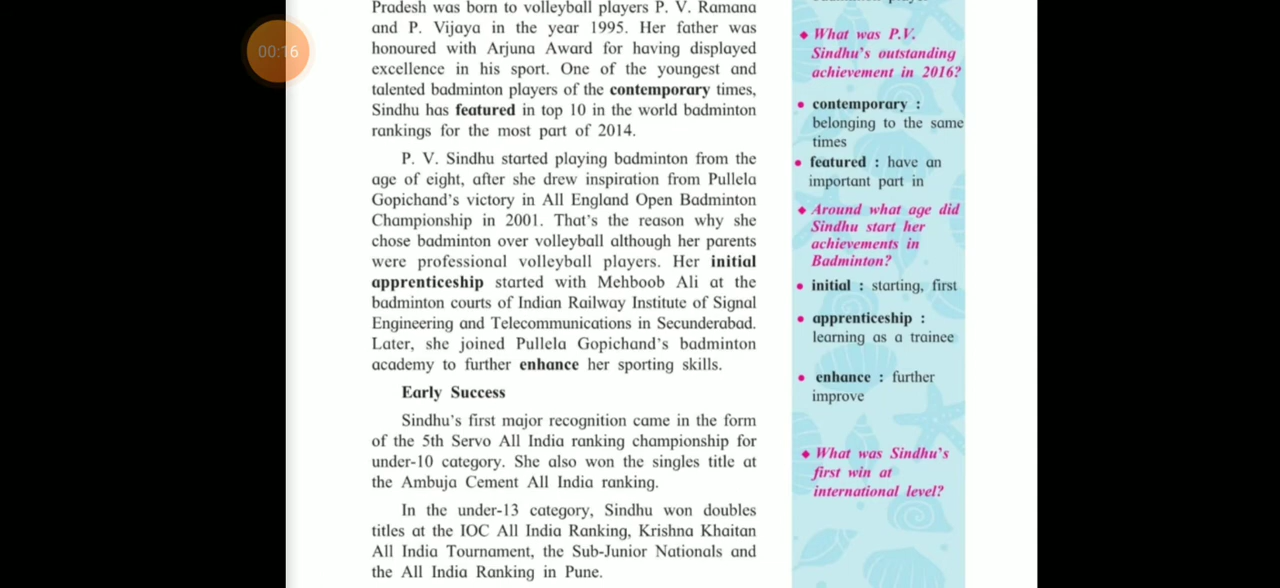 00:16
Pradesh was born to volleyball players P. V. Ramana
and P. Vijaya in the year 1995. Her father was
honoured with Arjuna Award for having displayed
excellence in his sport. One of the youngest and
talented badminton players of the contemporary times,
Sindhu has featured in top 10 in the world badminton
rankings for the most part of 2014.
P. V. Sindhu started playing badminton from the
age of eight, after she drew inspiration from Pullela
Gopichand's victory in All England Open Badminton
Championship in 2001. That's the reason why she
chose badminton over volleyball although her parents
were professional volleyball players. Her initial
apprenticeship started with Mehboob Ali at the
badminton courts of Indian Railway Institute of Signal
Engineering and Telecommunications in Secunderabad.
Later, she joined Pullela Gopichand's badminton
academy to further enhance her sporting skills.
Early Success
Sindhu's first major recognition came in the form
of the 5th Servo All India ranking championship for
under-10 category. She also won the singles title at
the Ambuja Cement All India ranking.
In the under-13 category, Sindhu won doubles
titles at the IOC All India Ranking, Krishna Khaitan
All India Tournament, the Sub-Junior Nationals and
the All India Ranking in Pune.
◆ What was P.V.
Sindhu's outstanding
achievement in 2016?
• contemporary :
belonging to the same
times
• featured : have an
important part in
◆ Around what age did
Sindhu start her
achievements in
Badminton?
• initial : starting, first
• apprenticeship :
learning as a trainee
• enhance : further
improve
◆ What was Sindhu's
first win at
international level?